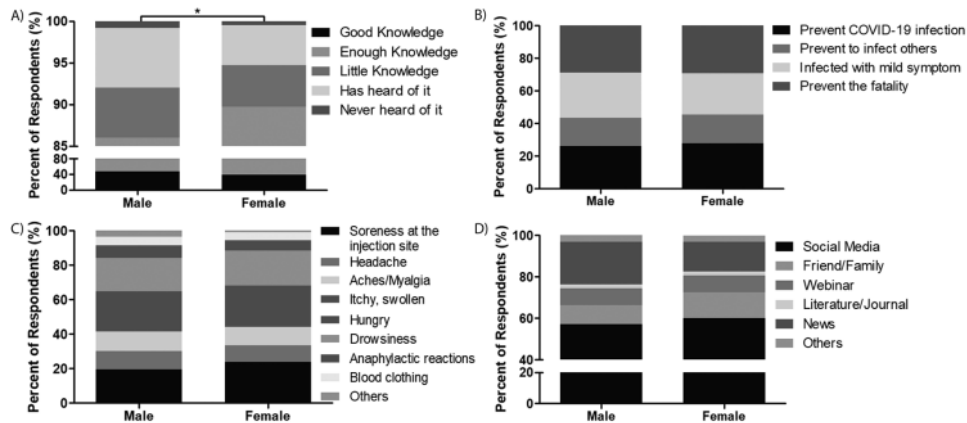 A)
*
Percent of Respondents (%)
100
95
90
85
80
40
0
Male
Female
Good Knowledge
Enough Knowledge
Little Knowledge
Has heard of it
Never heard of it
B)
Percent of Respondents (%)
100
80
60
40
20
0
Male
Female
Prevent COVID-19 infection
Prevent to infect others
Infected with mild symptom
Prevent the fatality
C)
Percent of Respondents (%)
100
80
60
40
20
0
Male
Female
Soreness at the
injection site
Headache
Aches/Myalgia
Itchy, swollen
Hungry
Drowsiness
Anaphylactic reactions
Blood clothing
Others
D)
Percent of Respondents (%)
100
80
60
40
20
0
Male
Female
Social Media
Friend/Family
Webinar
Literature/Journal
News
Others